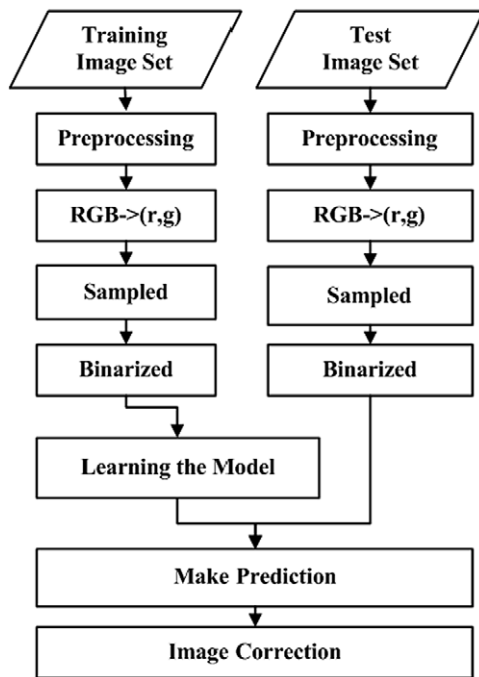 Training
Image Set
Test
Image Set
Preprocessing
Preprocessing
RGB->(r,g)
RGB->(r,g)
Sampled
Sampled
Binarized
Binarized
Learning the Model
Make Prediction
Image Correction